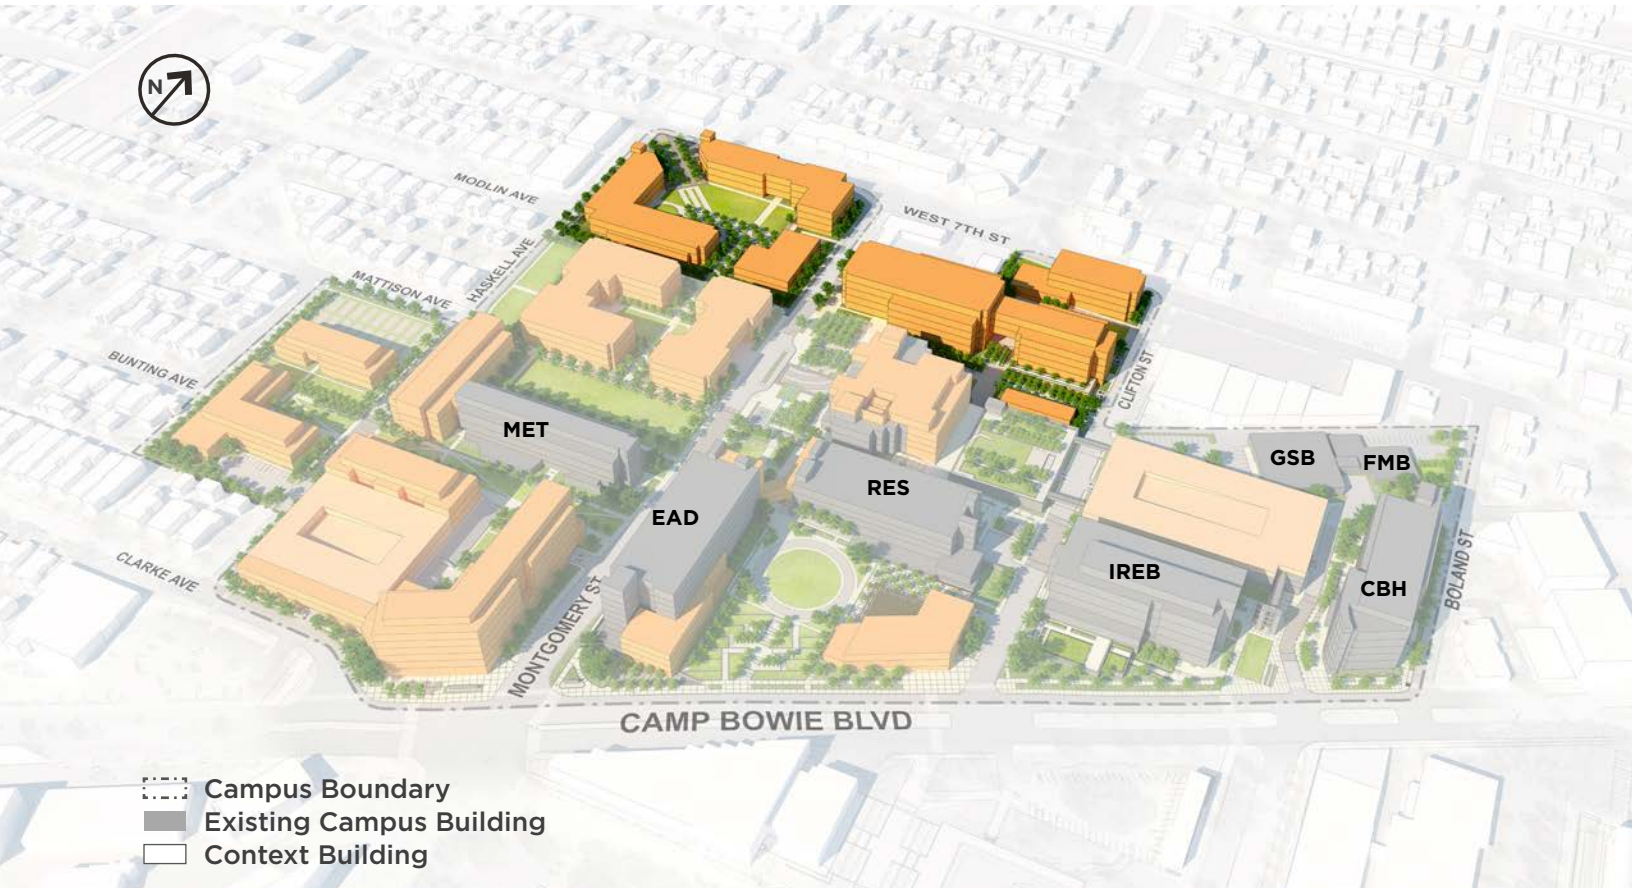 N
MODLIN AVE
WEST 7TH ST
HASKELL AVE
MATTISON AVE
BUNTING AVE
CLIFTON ST
MET
GSB
FMB
RES
EAD
IREB
CBH
BOLAND ST
CLARKE AVE
MONTGOMERY ST
CAMP BOWIE BLVD
Campus Boundary
Existing Campus Building
Context Building